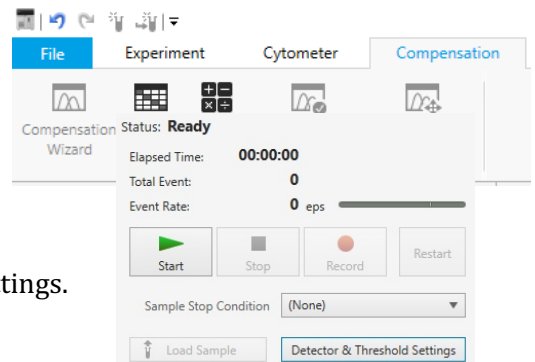 File Experiment Cytometer Compensation
Compensation
Wizard
Status: Ready
Elapsed Time: 00:00:00
Total Event: 0
Event Rate: 0 eps
Start Stop Record Restart
Sample Stop Condition (None)
Load Sample Detector & Threshold Settings
tings.